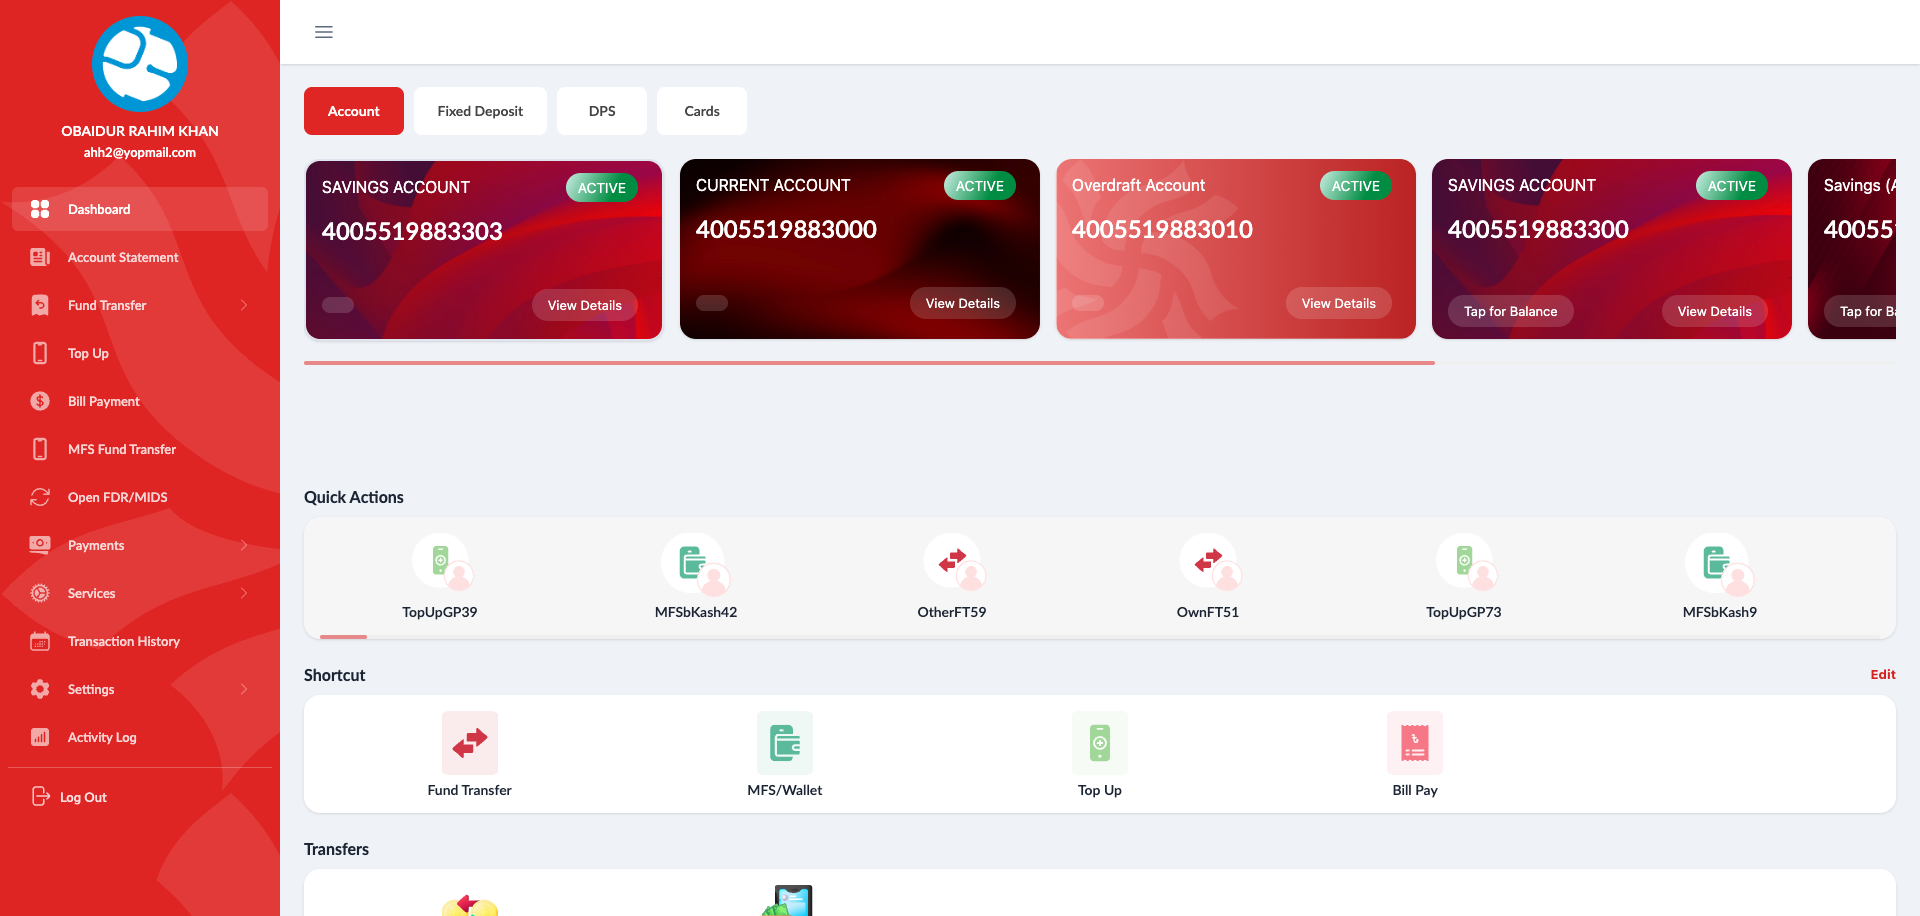 OBAIDUR RAHIM KHAN
ahh2@yopmail.com
Dashboard
Account Statement
Fund Transfer
Top Up
Bill Payment
MFS Fund Transfer
Open FDR/MIDS
Payments
Services
Transaction History
Settings
Activity Log
Log Out
Account
Fixed Deposit
DPS
Cards
SAVINGS ACCOUNT
ACTIVE
4005519883303
View Details
CURRENT ACCOUNT
ACTIVE
4005519883000
View Details
Overdraft Account
ACTIVE
4005519883010
View Details
SAVINGS ACCOUNT
ACTIVE
4005519883300
Tap for Balance
View Details
Savings (A
40055
Tap for Ba
Quick Actions
TopUpGP39
MFSbKash42
OtherFT59
OwnFT51
TopUpGP73
MFSbKash9
Shortcut
Edit
Fund Transfer
MFS/Wallet
Top Up
Bill Pay
Transfers